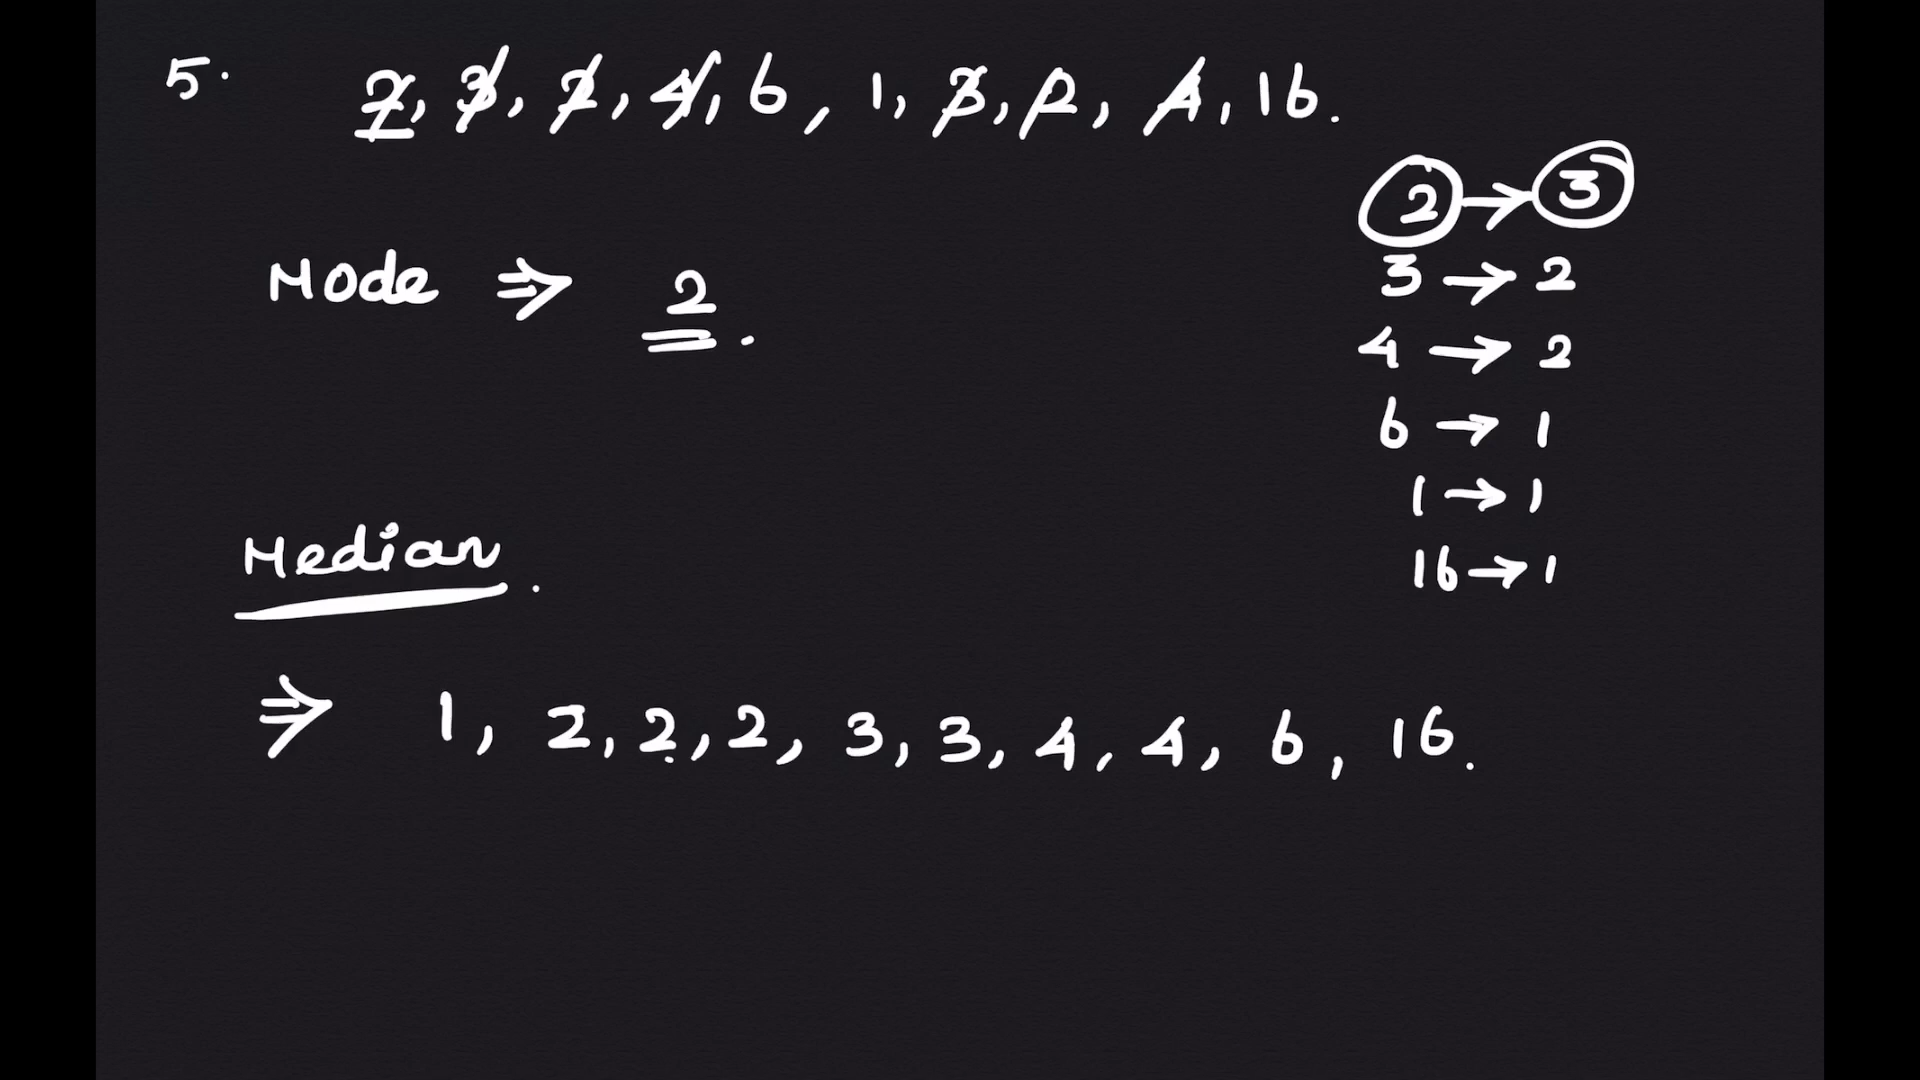 5. 2, 3, 2, 4, 6, 1, 3, 2, 4, 16.
2 → 3
Mode ⇒ 2.
3 → 2
4 → 2
6 → 1
1 → 1
Median.
16 → 1
⇒ 1, 2, 2, 2, 3, 3, 4, 4, 6, 16.